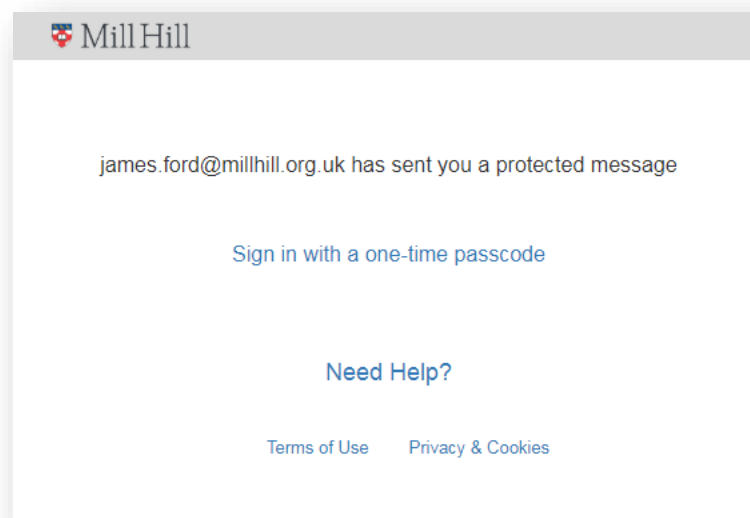 Mill Hill
james.ford@millhill.org.uk has sent you a protected message
Sign in with a one-time passcode
Need Help?
Terms of Use Privacy & Cookies